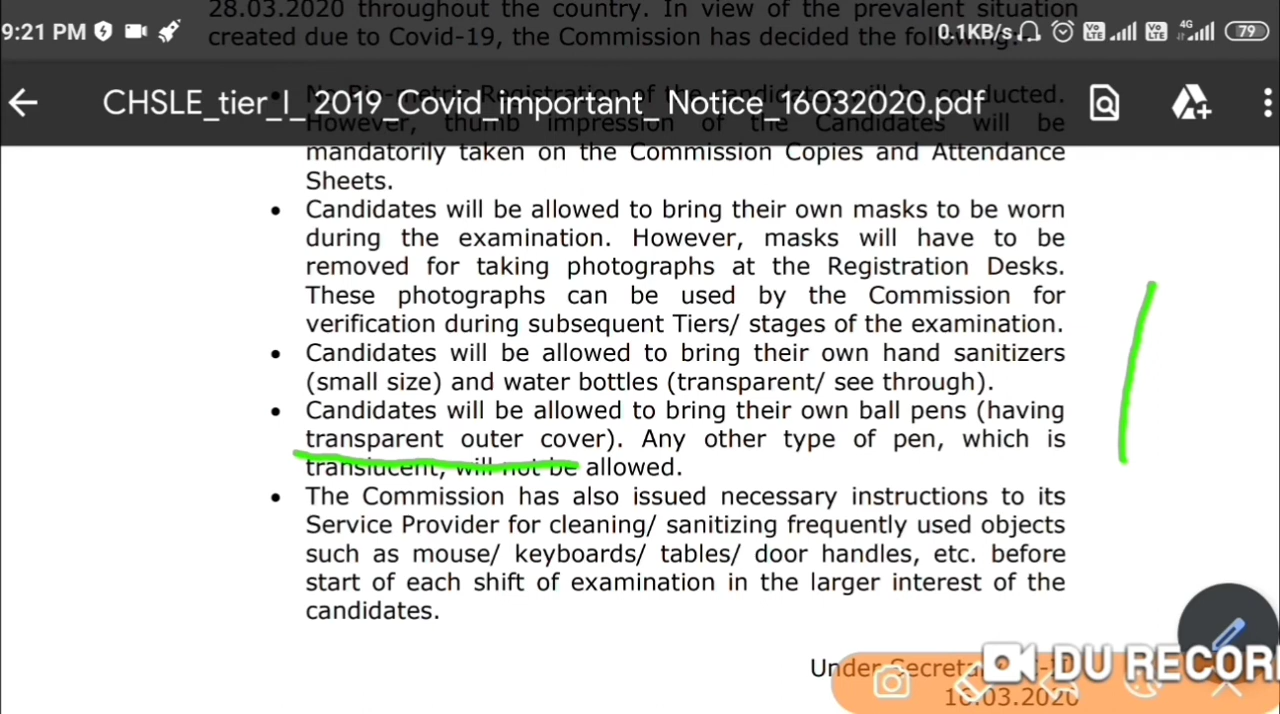 28.03.2020 throughout the country. In view of the prevalent situation
9:21 PM 0.1KB/s 4G 79
created due to Covid-19, the Commission has decided the following:-
CHSLE_tier_I_2019_Covid_important_ Notice_16032020.pdf
However, thumb impression of the Candidates will be
mandatorily taken on the Commission Copies and Attendance
Sheets.
• Candidates will be allowed to bring their own masks to be worn
during the examination. However, masks will have to be
removed for taking photographs at the Registration Desks.
These photographs can be used by the Commission for
verification during subsequent Tiers/ stages of the examination.
• Candidates will be allowed to bring their own hand sanitizers
(small size) and water bottles (transparent/ see through).
• Candidates will be allowed to bring their own ball pens (having
transparent outer cover). Any other type of pen, which is
translucent, will not be allowed.
• The Commission has also issued necessary instructions to its
Service Provider for cleaning/ sanitizing frequently used objects
such as mouse/ keyboards/ tables/ door handles, etc. before
start of each shift of examination in the larger interest of the
candidates.
Under Secretary
DU RECOR
16.03.2020